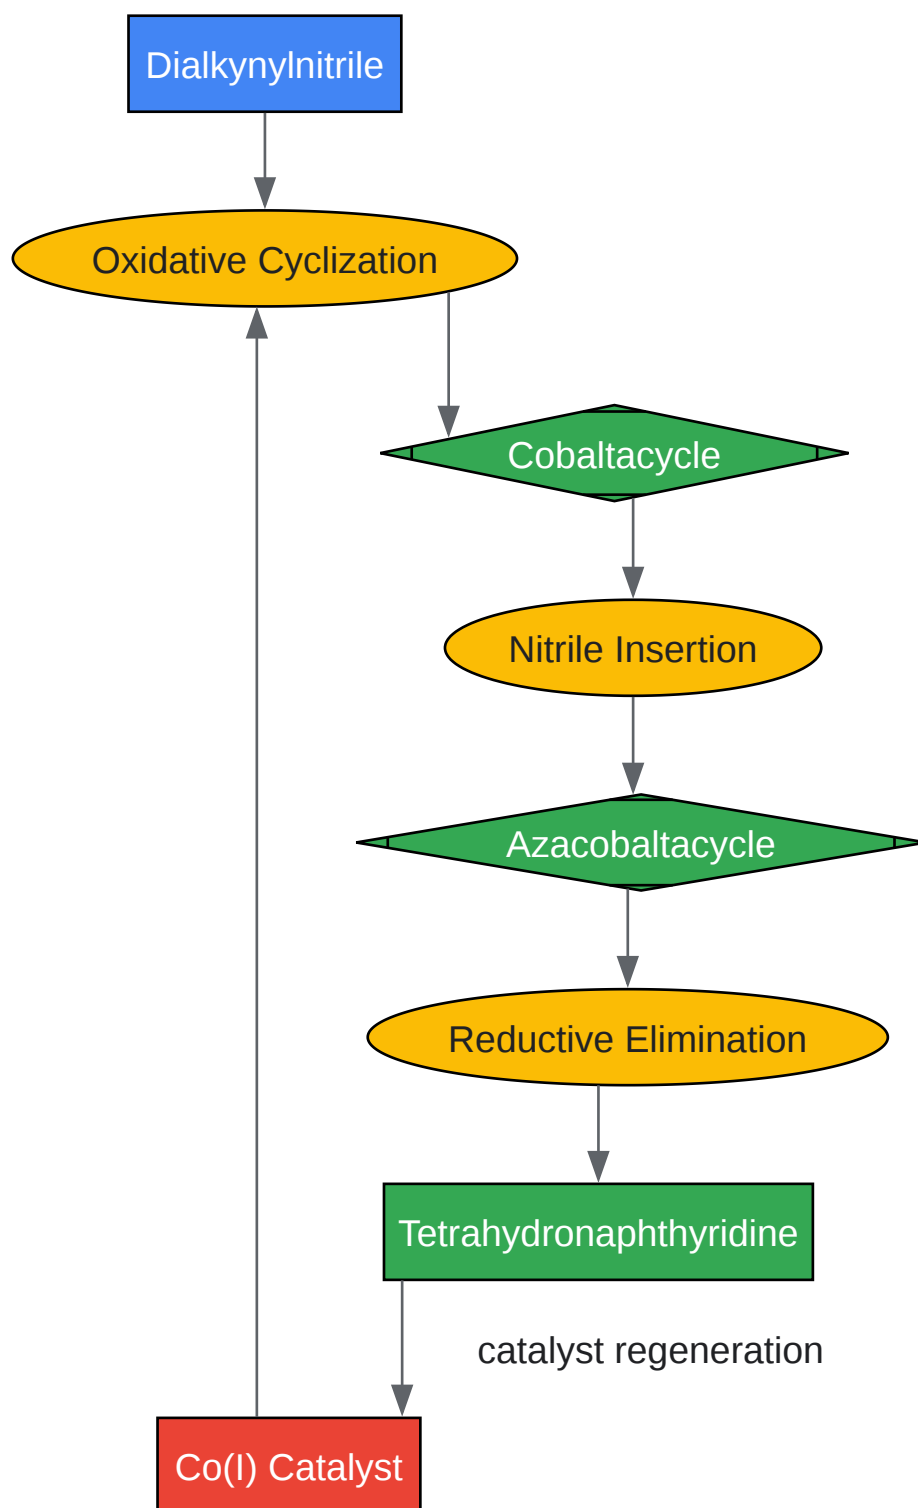 Dialkynylnitrile
Oxidative Cyclization
Cobaltacycle
Nitrile Insertion
Azacobaltacycle
Reductive Elimination
Tetrahydronaphthyridine
catalyst regeneration
Co(I) Catalyst